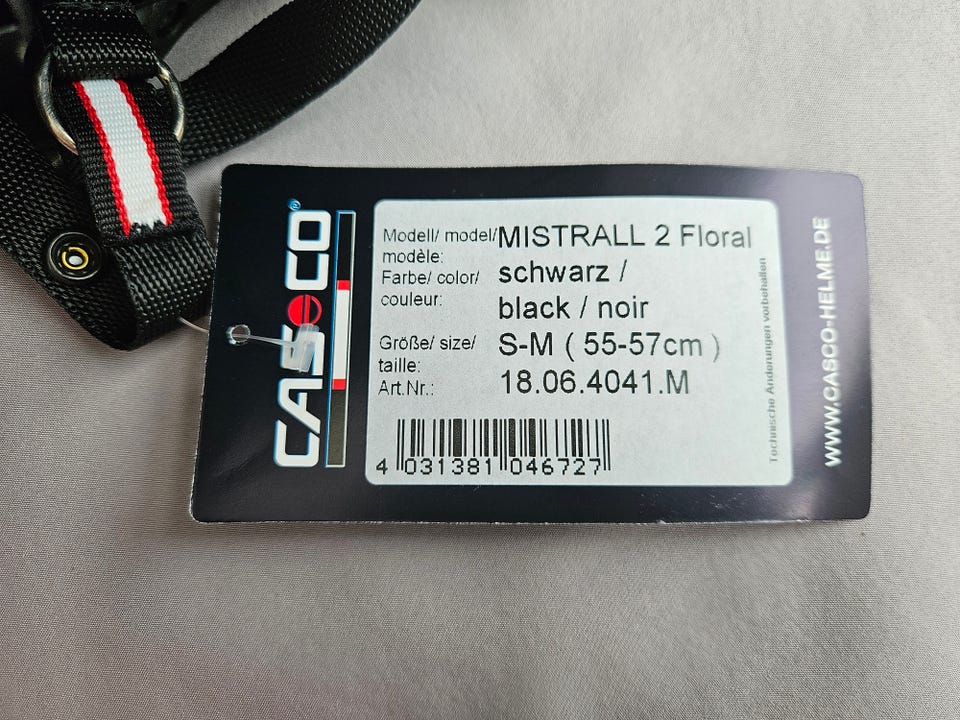 CASCO®
Modell/ model/ MISTRALL 2 Floral
modèle:
Farbe/ color/ schwarz /
couleur: black / noir
Größe/ size/ S-M ( 55-57cm )
taille:
Art.Nr.: 18.06.4041.M
4 031381 046727
Technische Änderungen vorbehalten
WWW.CASCO-HELME.DE